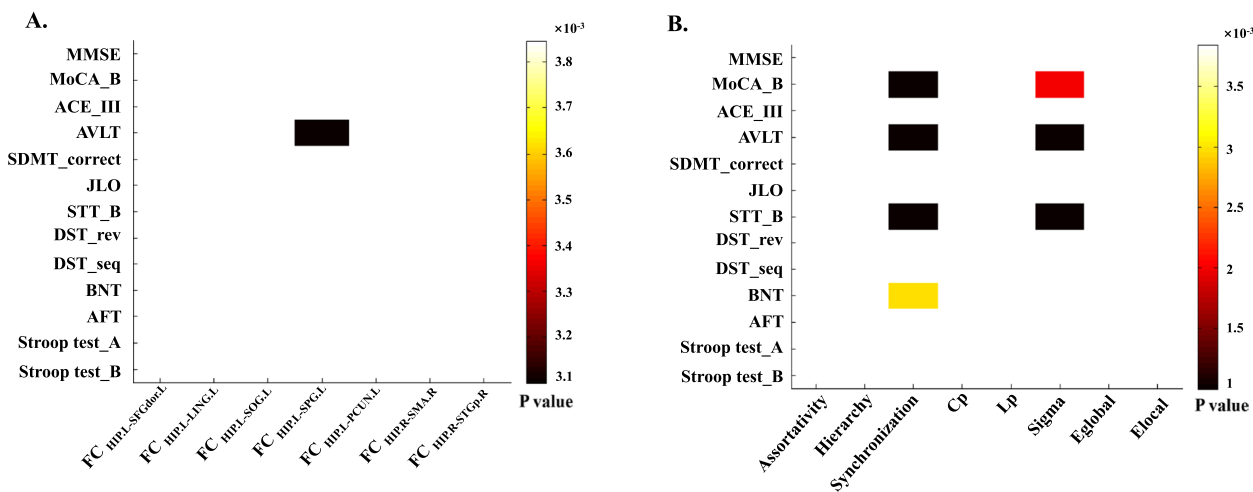 A.
×10⁻³
MMSE
MoCA_B
ACE_III
AVLT
SDMT_correct
JLO
STT_B
DST_rev
DST_seq
BNT
AFT
Stroop test_A
Stroop test_B
3.8
3.7
3.6
3.5
3.4
3.3
3.2
3.1
P value
FC HIP.L-SFGdor.L
FC HIP.L-LING.L
FC HIP.L-SOG.L
FC HIP.L-SPG.L
FC HIP.L-PCUN.L
FC HIP.R-SMA.R
FC HIP.R-STGp.R
B.
×10⁻³
MMSE
MoCA_B
ACE_III
AVLT
SDMT_correct
JLO
STT_B
DST_rev
DST_seq
BNT
AFT
Stroop test_A
Stroop test_B
3.5
3
2.5
2
1.5
1
P value
Assortativity
Hierarchy
Synchronization
Cp
Lp
Sigma
Eglobal
Elocal